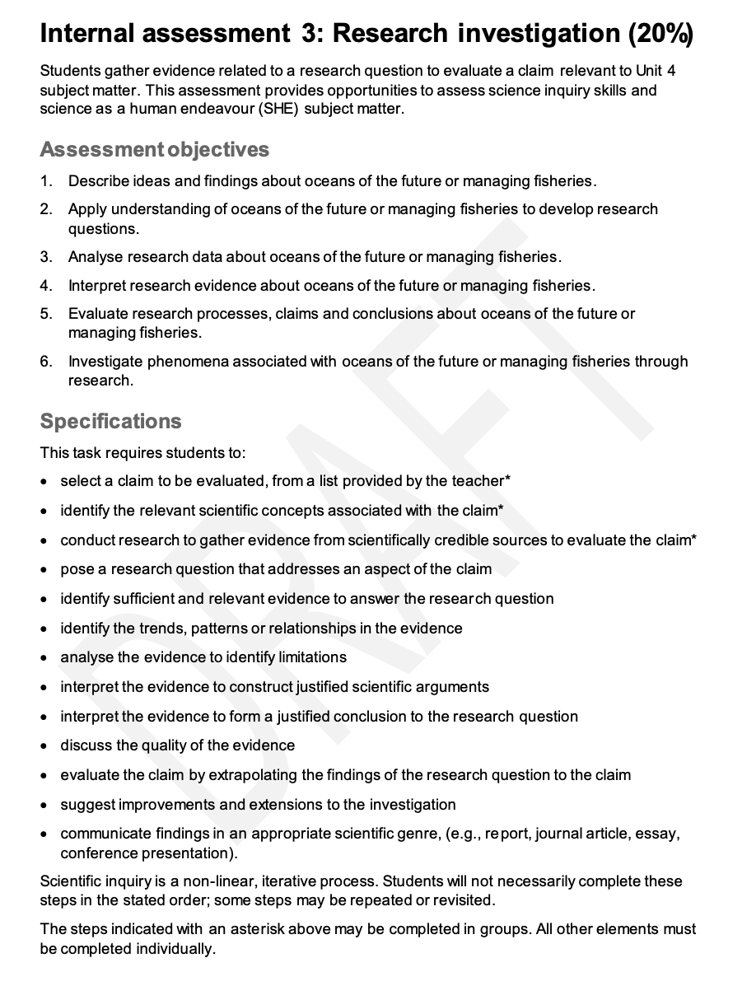 Internal assessment 3: Research investigation (20%)
Students gather evidence related to a research question to evaluate a claim relevant to Unit 4
subject matter. This assessment provides opportunities to assess science inquiry skills and
science as a human endeavour (SHE) subject matter.
Assessment objectives
1. Describe ideas and findings about oceans of the future or managing fisheries.
2. Apply understanding of oceans of the future or managing fisheries to develop research
questions.
3. Analyse research data about oceans of the future or managing fisheries.
4. Interpret research evidence about oceans of the future or managing fisheries.
5. Evaluate research processes, claims and conclusions about oceans of the future or
managing fisheries.
6. Investigate phenomena associated with oceans of the future or managing fisheries through
research.
Specifications
This task requires students to:
• select a claim to be evaluated, from a list provided by the teacher*
• identify the relevant scientific concepts associated with the claim*
• conduct research to gather evidence from scientifically credible sources to evaluate the claim*
• pose a research question that addresses an aspect of the claim
• identify sufficient and relevant evidence to answer the research question
• identify the trends, patterns or relationships in the evidence
• analyse the evidence to identify limitations
• interpret the evidence to construct justified scientific arguments
• interpret the evidence to form a justified conclusion to the research question
• discuss the quality of the evidence
• evaluate the claim by extrapolating the findings of the research question to the claim
• suggest improvements and extensions to the investigation
• communicate findings in an appropriate scientific genre, (e.g., report, journal article, essay,
conference presentation).
Scientific inquiry is a non-linear, iterative process. Students will not necessarily complete these
steps in the stated order; some steps may be repeated or revisited.
The steps indicated with an asterisk above may be completed in groups. All other elements must
be completed individually.
DRAFT